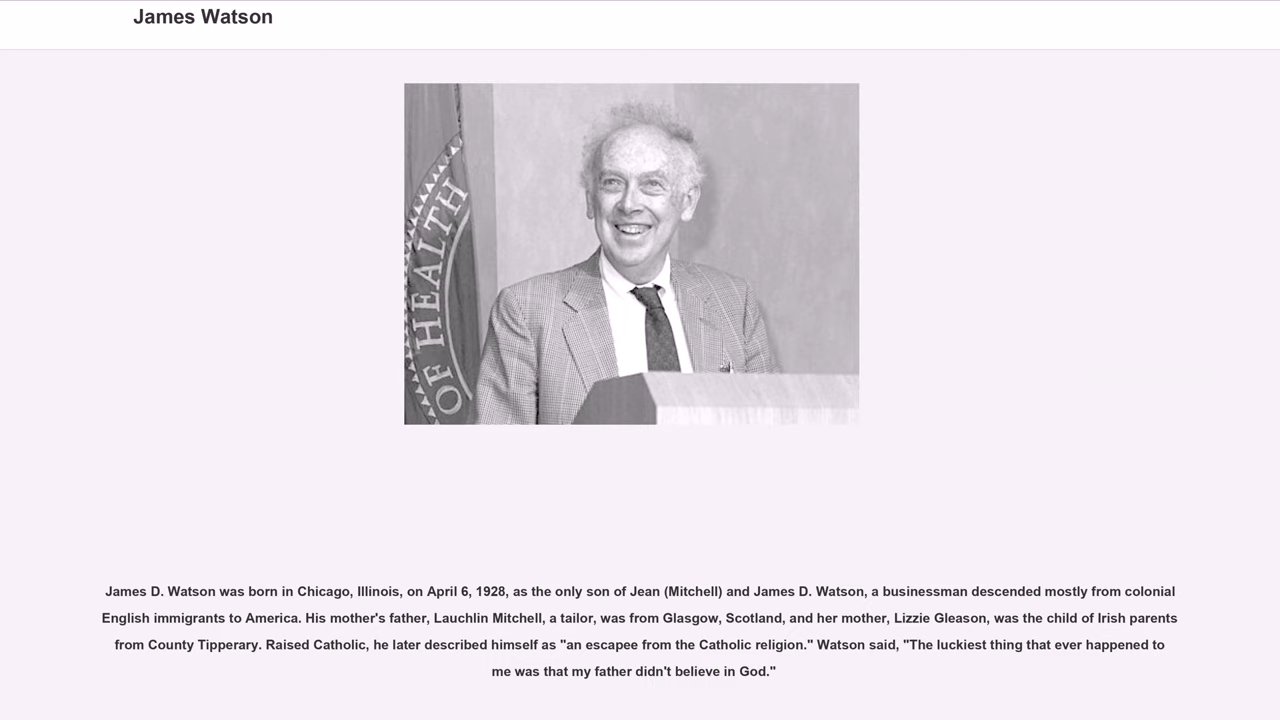 James Watson
OF HEALTH
James D. Watson was born in Chicago, Illinois, on April 6, 1928, as the only son of Jean (Mitchell) and James D. Watson, a businessman descended mostly from colonial
English immigrants to America. His mother's father, Lauchlin Mitchell, a tailor, was from Glasgow, Scotland, and her mother, Lizzie Gleason, was the child of Irish parents
from County Tipperary. Raised Catholic, he later described himself as "an escapee from the Catholic religion." Watson said, "The luckiest thing that ever happened to
me was that my father didn't believe in God."